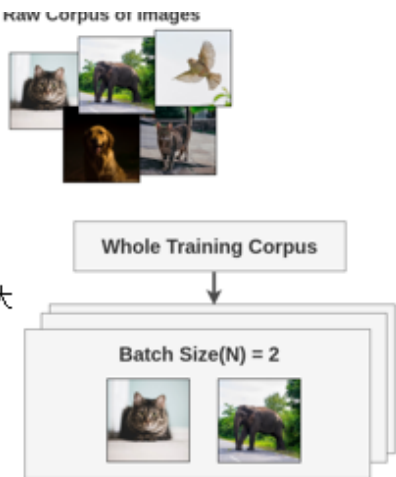 Raw Corpus of Images
Whole Training Corpus
Batch Size(N) = 2